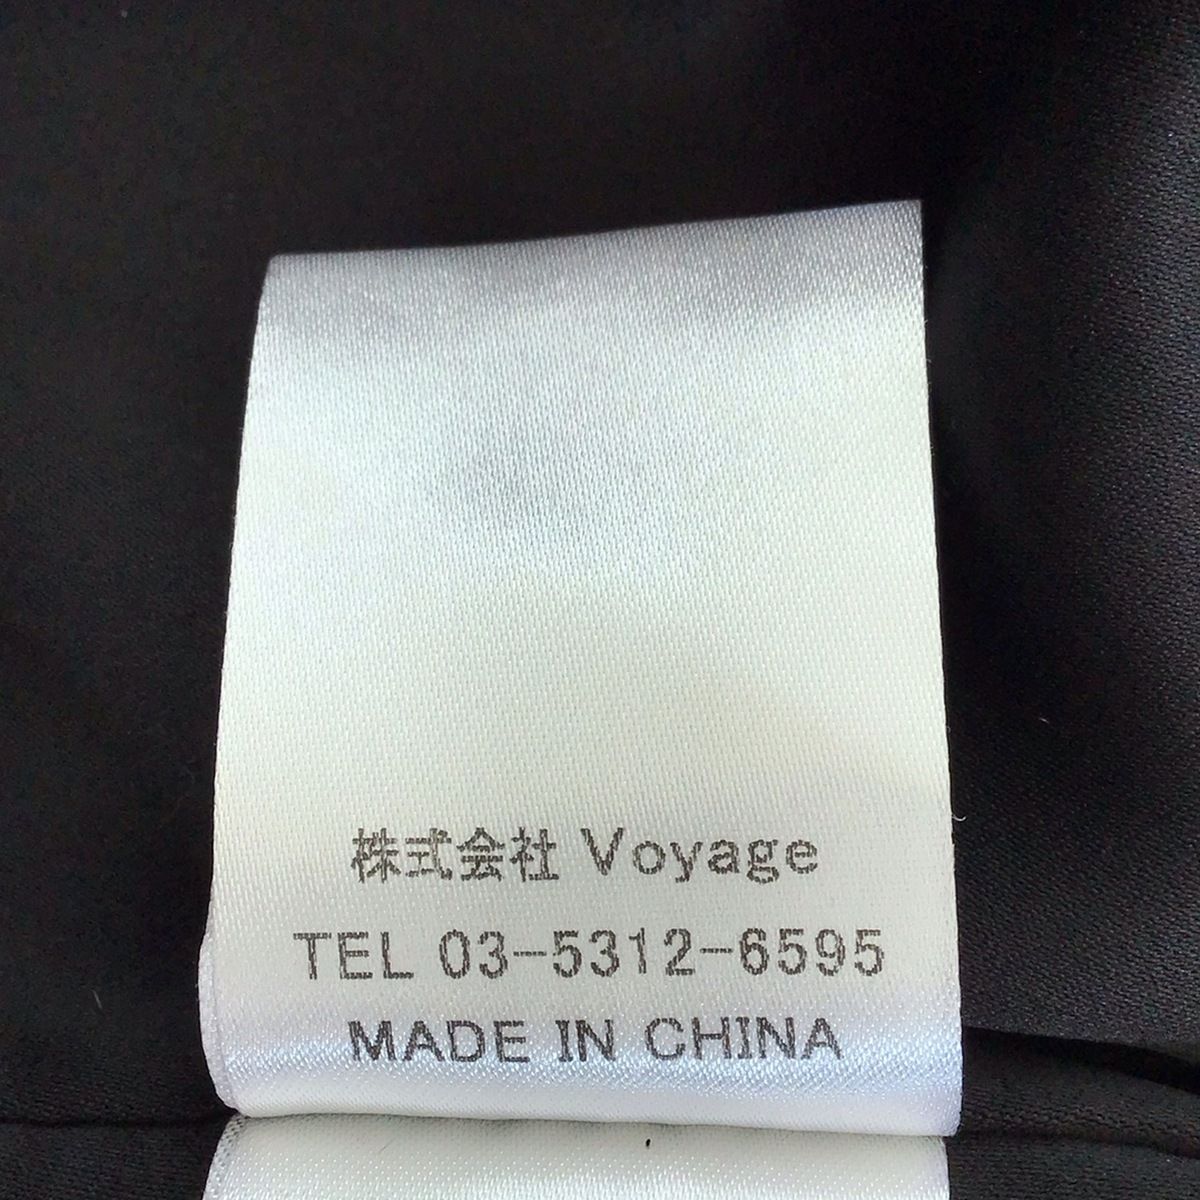 株式会社 Voyage
TEL 03-5312-6595
MADE IN CHINA